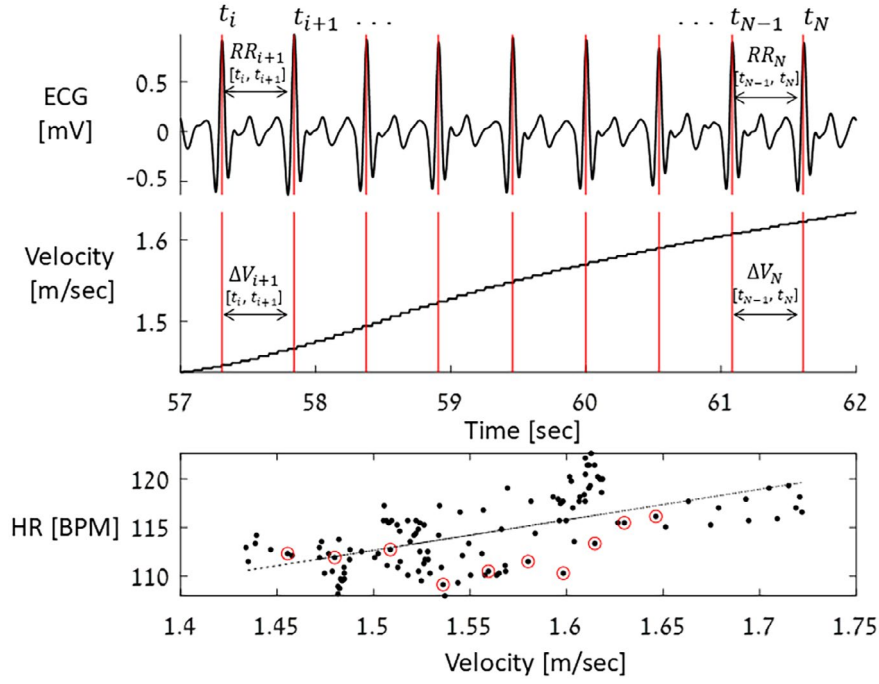 t_i t_{i+1} . . . . . . t_{N−1} t_N
RR_{i+1} RR_N
[t_i, t_{i+1}] [t_{N−1}, t_N]
0.5
ECG
[mV]
0
-0.5
Velocity
[m/sec]
1.6
ΔV_{i+1} ΔV_N
[t_i, t_{i+1}] [t_{N−1}, t_N]
1.5
57 58 59 60 61 62
Time [sec]
120
HR [BPM]
115
110
1.4 1.45 1.5 1.55 1.6 1.65 1.7 1.75
Velocity [m/sec]